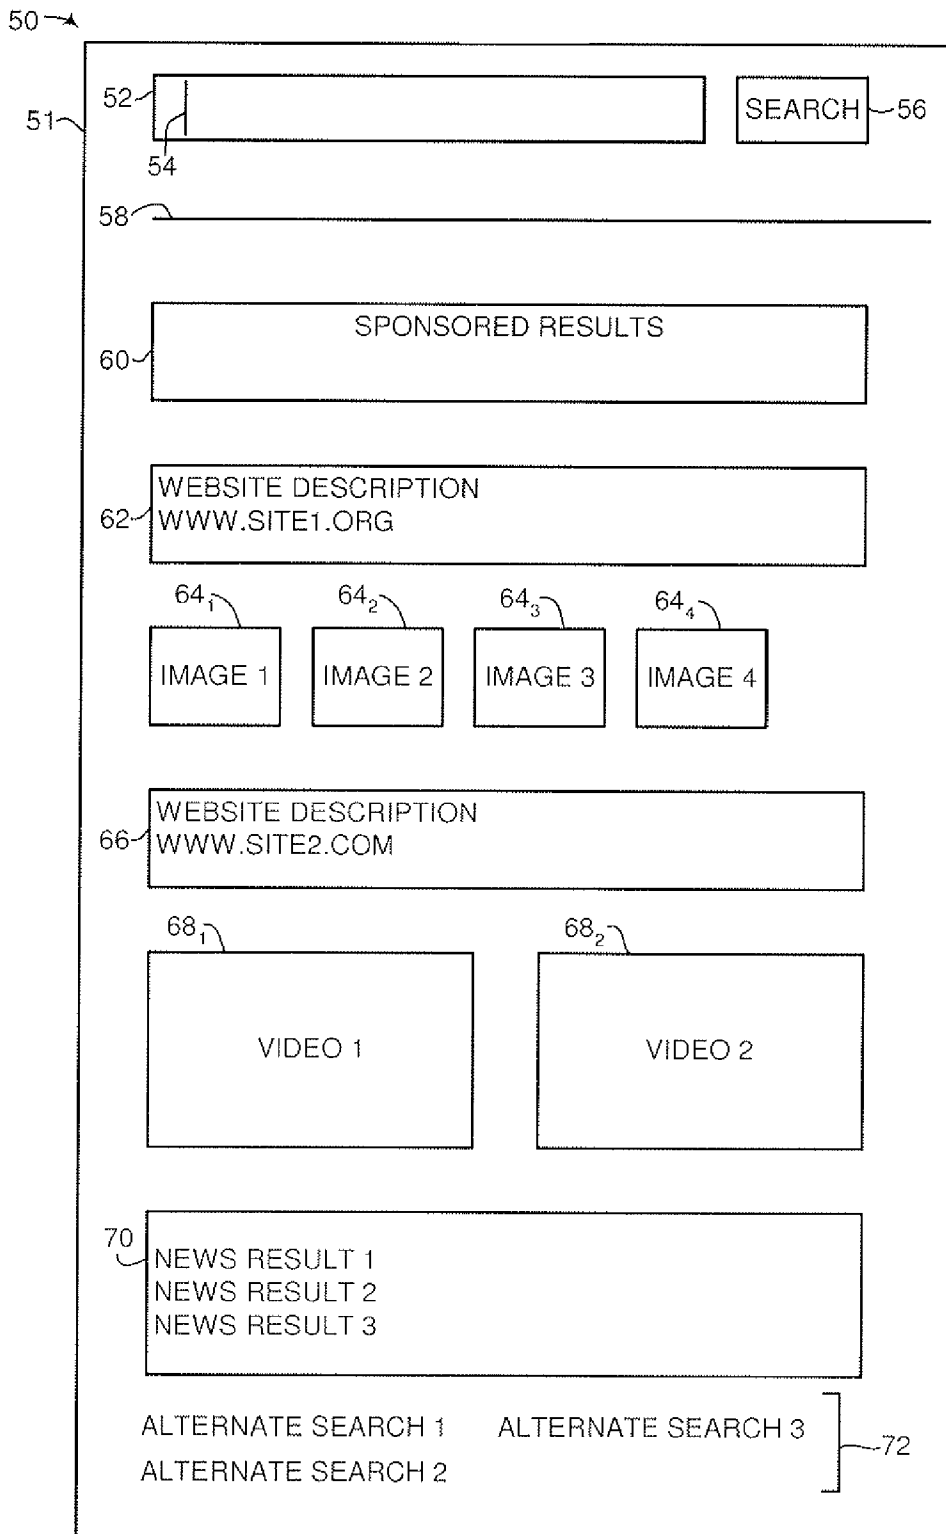 50
51
52
54
SEARCH
56
58
SPONSORED RESULTS
60
WEBSITE DESCRIPTION
WWW.SITE1.ORG
62
64₁ 64₂ 64₃ 64₄
IMAGE 1 IMAGE 2 IMAGE 3 IMAGE 4
WEBSITE DESCRIPTION
WWW.SITE2.COM
66
68₁ 68₂
VIDEO 1 VIDEO 2
70
NEWS RESULT 1
NEWS RESULT 2
NEWS RESULT 3
ALTERNATE SEARCH 1 ALTERNATE SEARCH 3
ALTERNATE SEARCH 2
72